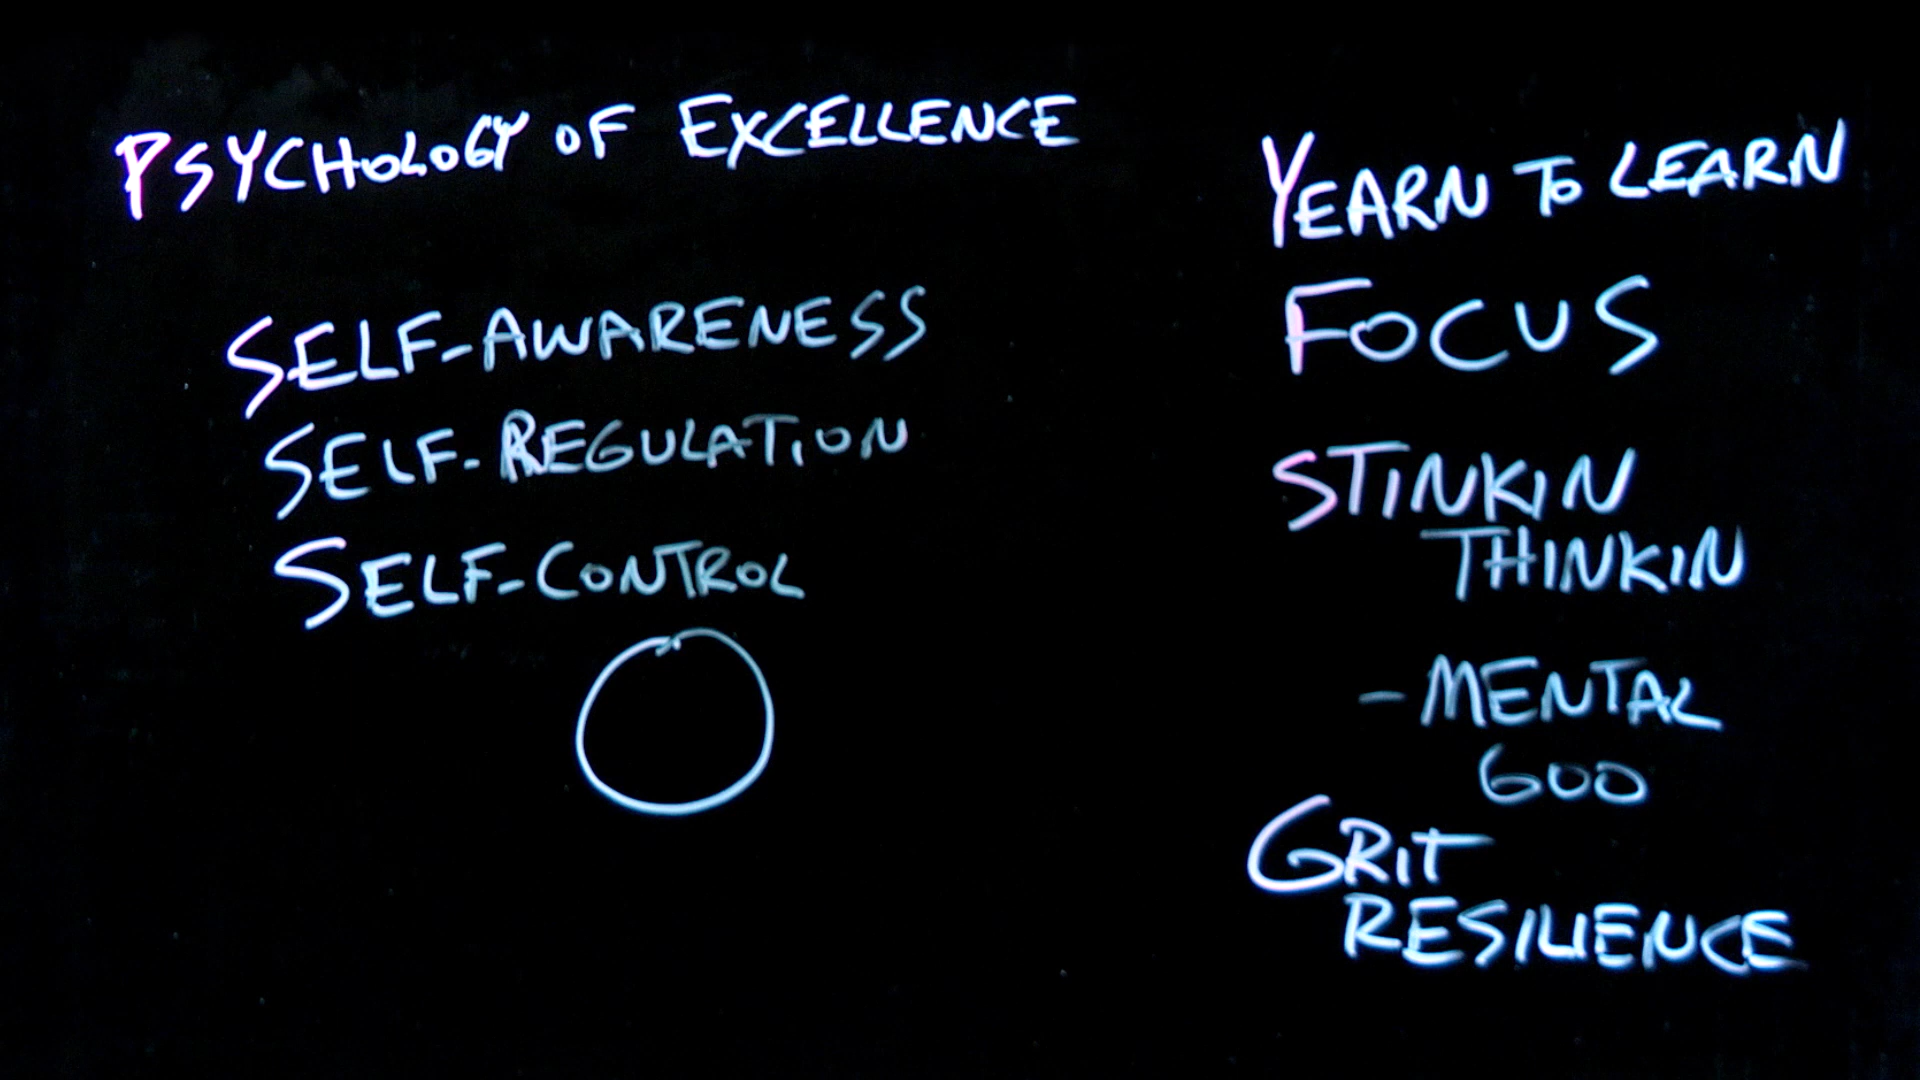 PSYCHOLOGY OF EXCELLENCE
SELF-AWARENESS
SELF-REGULATION
SELF-CONTROL
YEARN TO LEARN
FOCUS
STINKIN
THINKIN
- MENTAL
GOO
GRIT
RESILIENCE